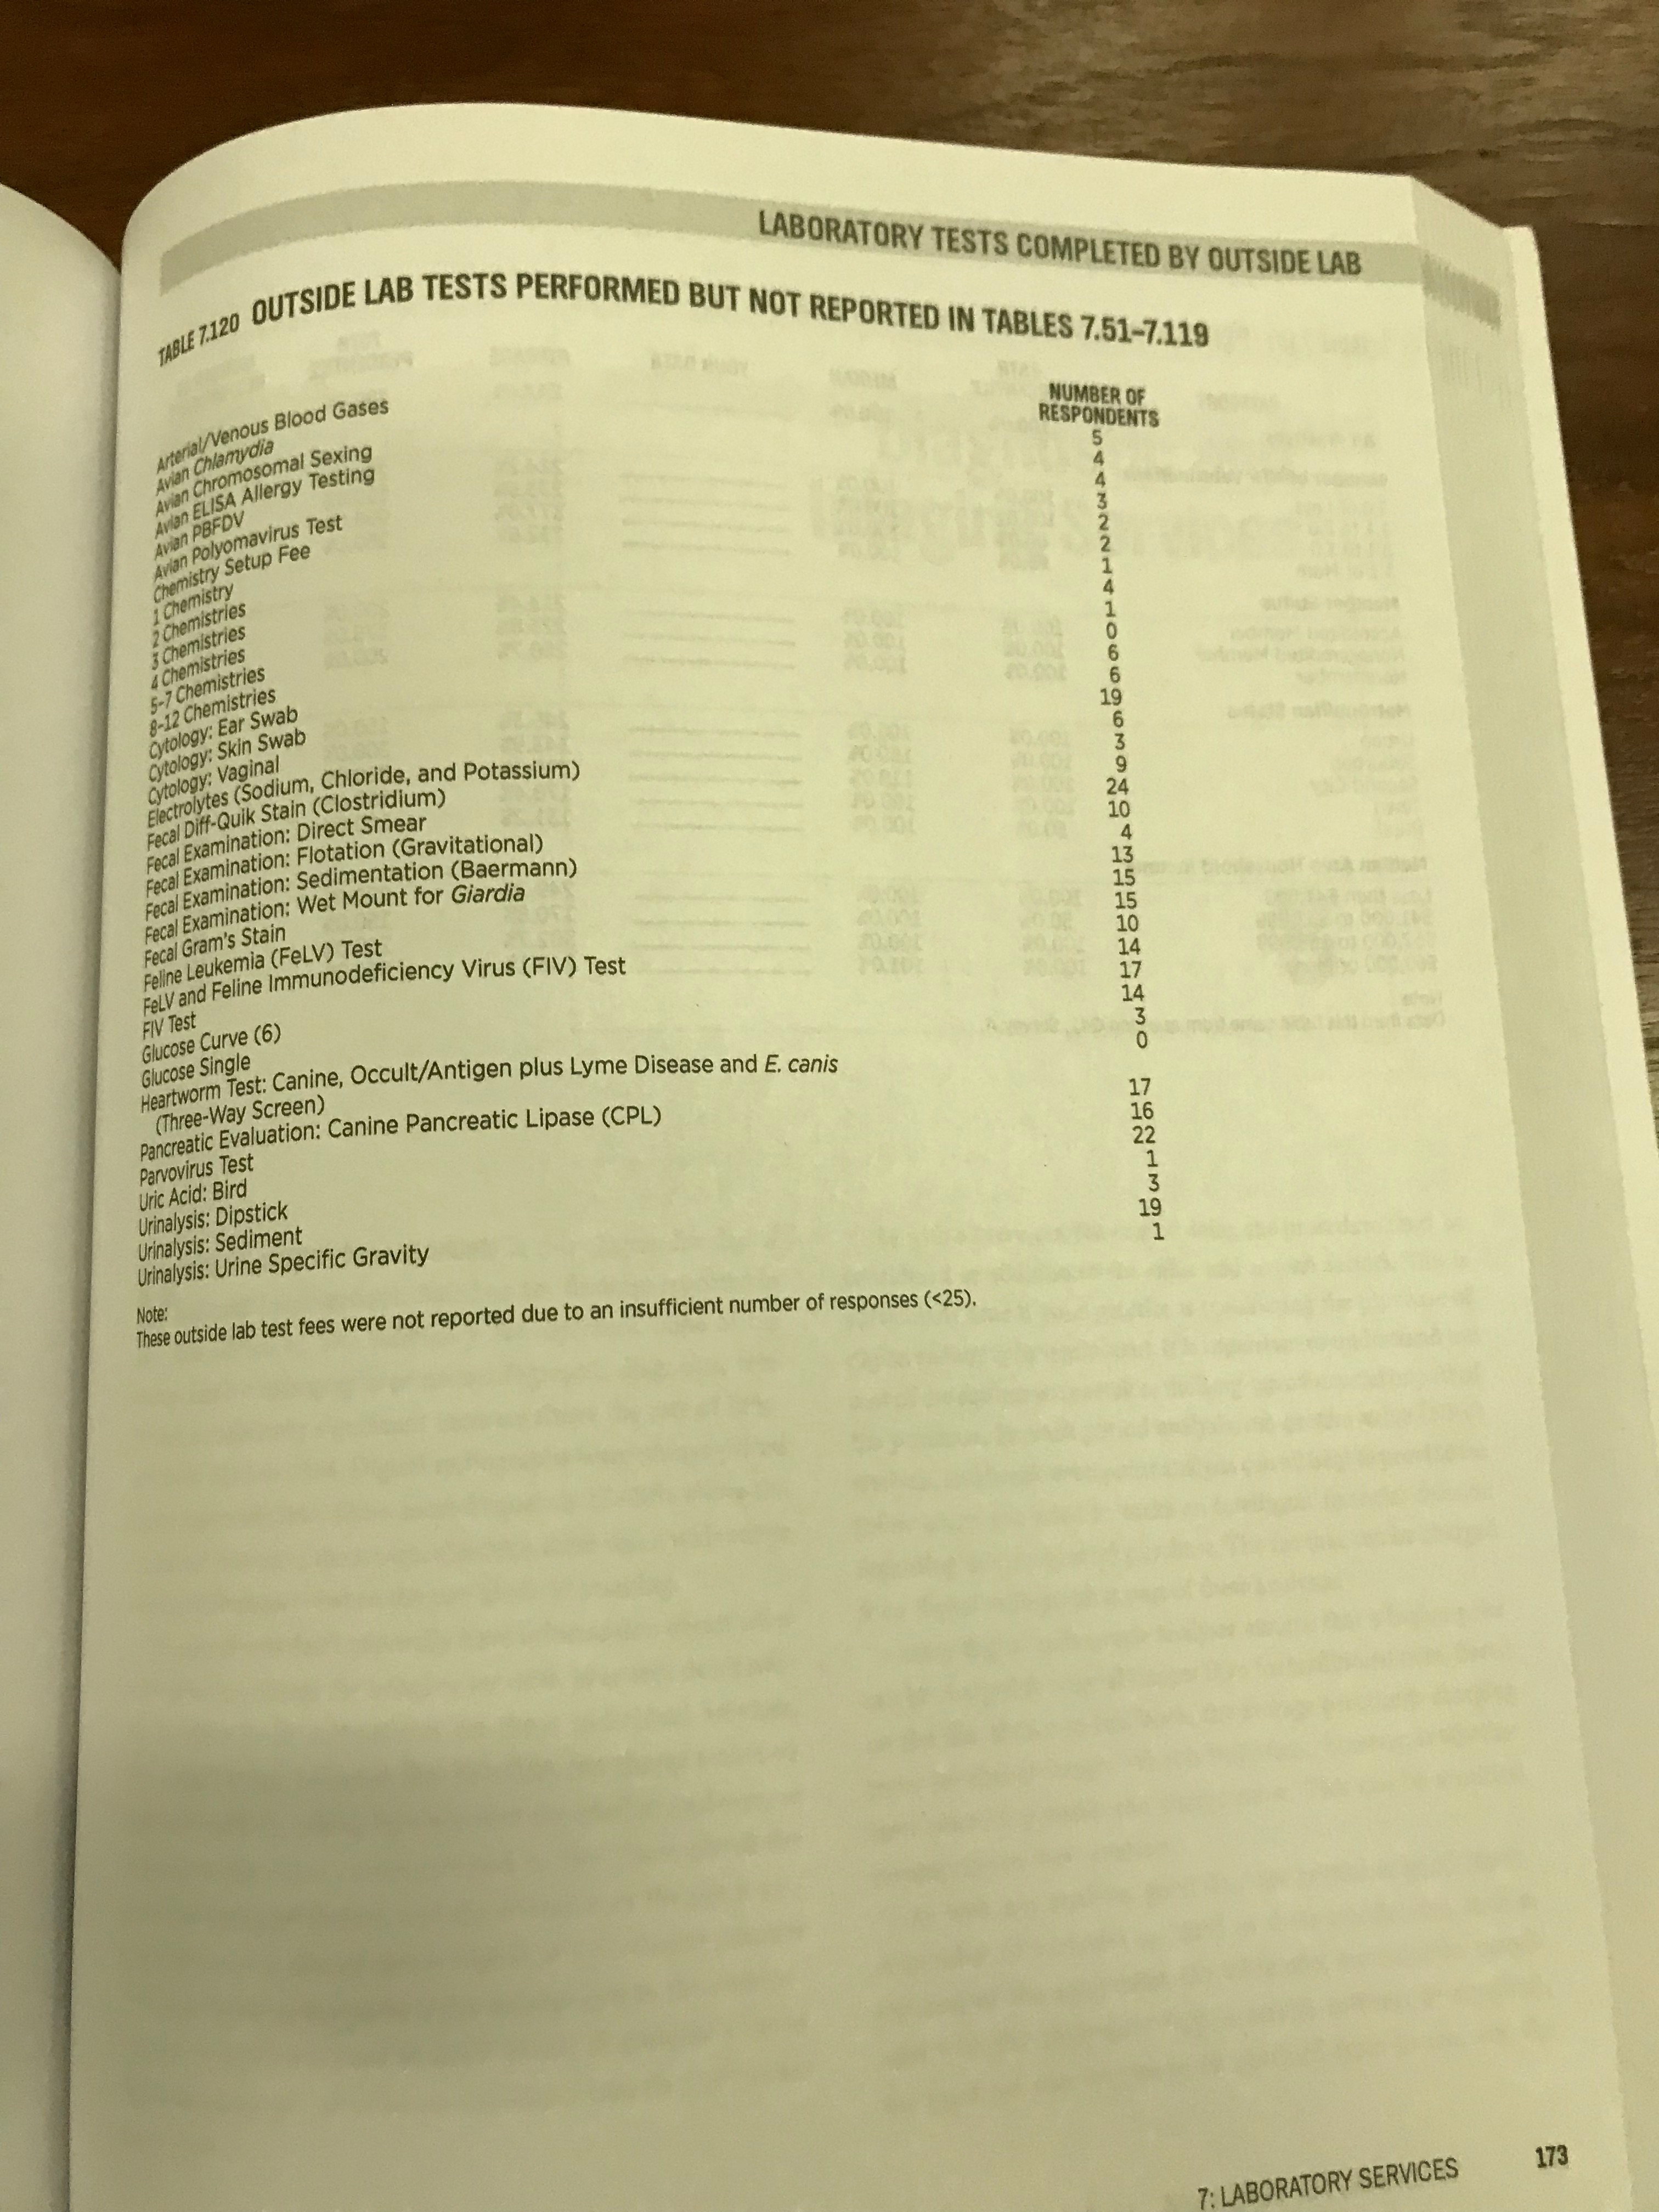 LABORATORY TESTS COMPLETED BY OUTSIDE LAB
TABLE 7.120 OUTSIDE LAB TESTS PERFORMED BUT NOT REPORTED IN TABLES 7.51–7.119
NUMBER OF
RESPONDENTS
Arterial/Venous Blood Gases 5
Avian Chlamydia 4
Avian Chromosomal Sexing 4
Avian ELISA Allergy Testing 3
Avian PBFDV 2
Avian Polyomavirus Test 2
Chemistry Setup Fee 1
1 Chemistry 4
2 Chemistries 1
3 Chemistries 0
4 Chemistries 6
5-7 Chemistries 6
8-12 Chemistries 19
Cytology: Ear Swab 6
Cytology: Skin Swab 3
Cytology: Vaginal 9
Electrolytes (Sodium, Chloride, and Potassium) 24
Fecal Diff-Quik Stain (Clostridium) 10
Fecal Examination: Direct Smear 4
Fecal Examination: Flotation (Gravitational) 13
Fecal Examination: Sedimentation (Baermann) 15
Fecal Examination: Wet Mount for Giardia 15
Fecal Gram's Stain 10
Feline Leukemia (FeLV) Test 14
FeLV and Feline Immunodeficiency Virus (FIV) Test 17
FIV Test 14
Glucose Curve (6) 3
Glucose Single 0
Heartworm Test: Canine, Occult/Antigen plus Lyme Disease and E. canis
(Three-Way Screen) 17
Pancreatic Evaluation: Canine Pancreatic Lipase (CPL) 16
Parvovirus Test 22
Uric Acid: Bird 1
Urinalysis: Dipstick 3
Urinalysis: Sediment 19
Urinalysis: Urine Specific Gravity 1
Note:
These outside lab test fees were not reported due to an insufficient number of responses (<25).
7: LABORATORY SERVICES 173